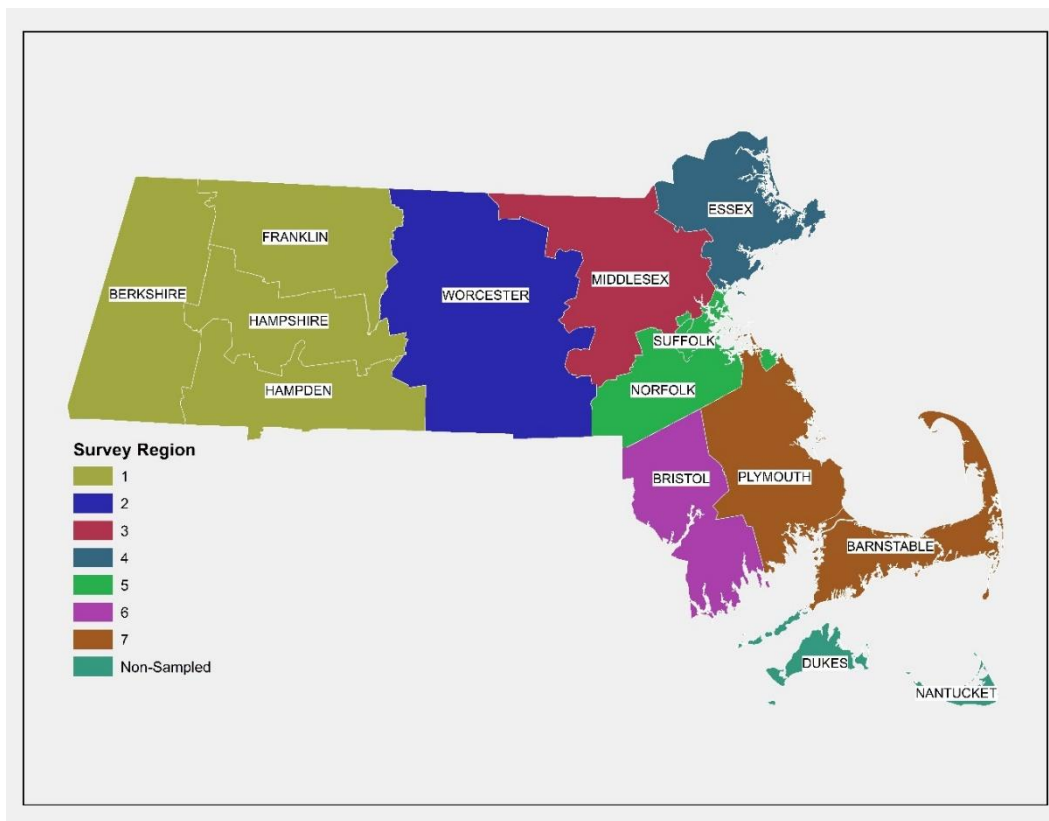 ESSEX
FRANKLIN
MIDDLESEX
BERKSHIRE
WORCESTER
HAMPSHIRE
SUFFOLK
HAMPDEN
NORFOLK
BRISTOL
PLYMOUTH
BARNSTABLE
DUKES
NANTUCKET
Survey Region
1
2
3
4
5
6
7
Non-Sampled